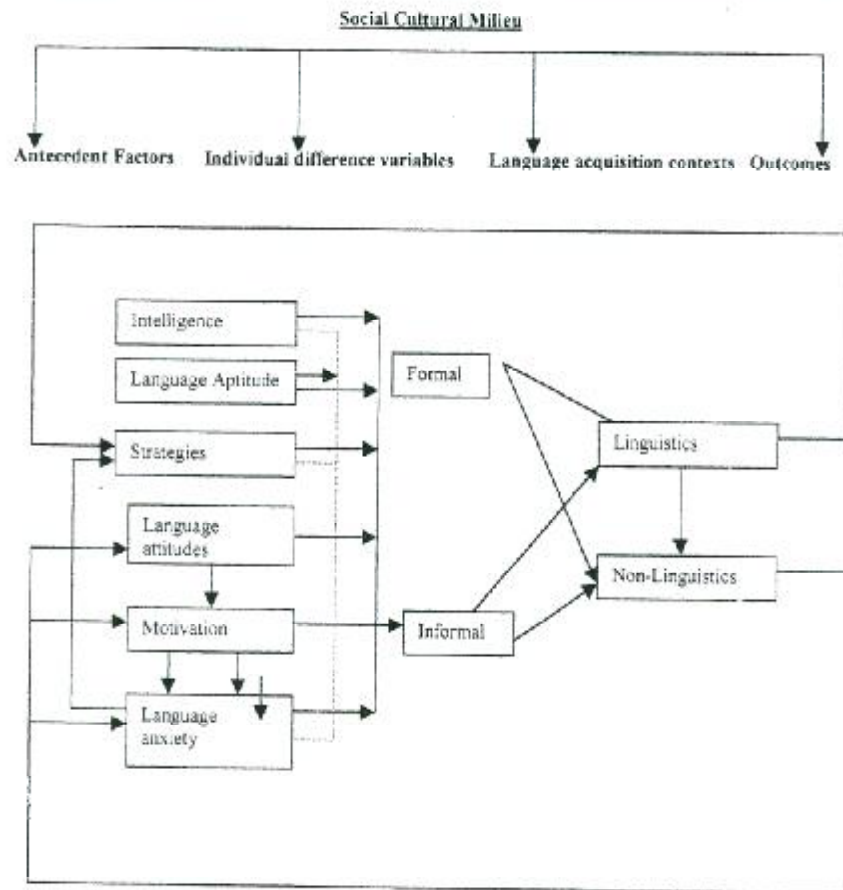 Social Cultural Milieu
Antecedent Factors
Individual difference variables
Language acquisition contexts
Outcomes
Intelligence
Language Aptitude
Formal
Strategies
Linguistics
Language
attitudes
Non-Linguistics
Motivation
Informal
Language
anxiety